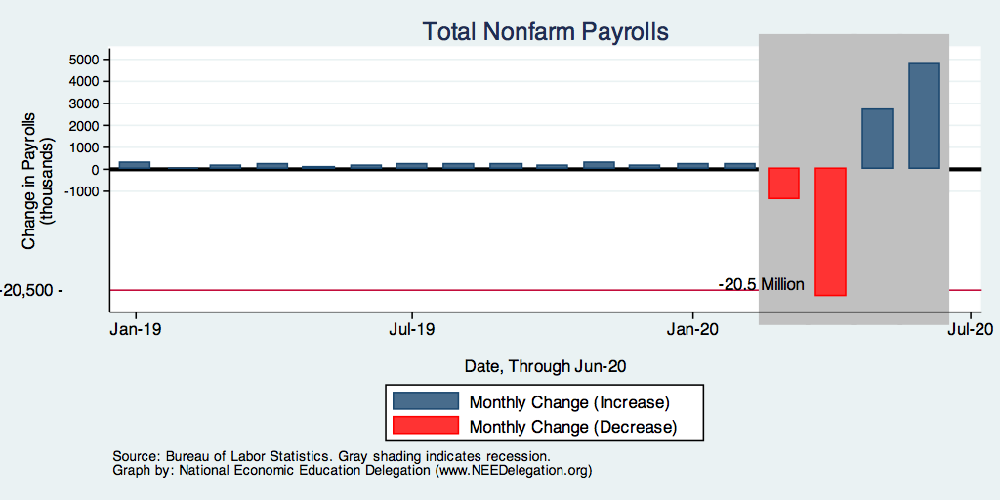 Total Nonfarm Payrolls
5000
4000
3000
2000
1000
0
-1000
-20,500 -
Change in Payrolls
(thousands)
-20.5 Million
Jan-19
Jul-19
Jan-20
Jul-20
Date, Through Jun-20
Monthly Change (Increase)
Monthly Change (Decrease)
Source: Bureau of Labor Statistics. Gray shading indicates recession.
Graph by: National Economic Education Delegation (www.NEEDelegation.org)